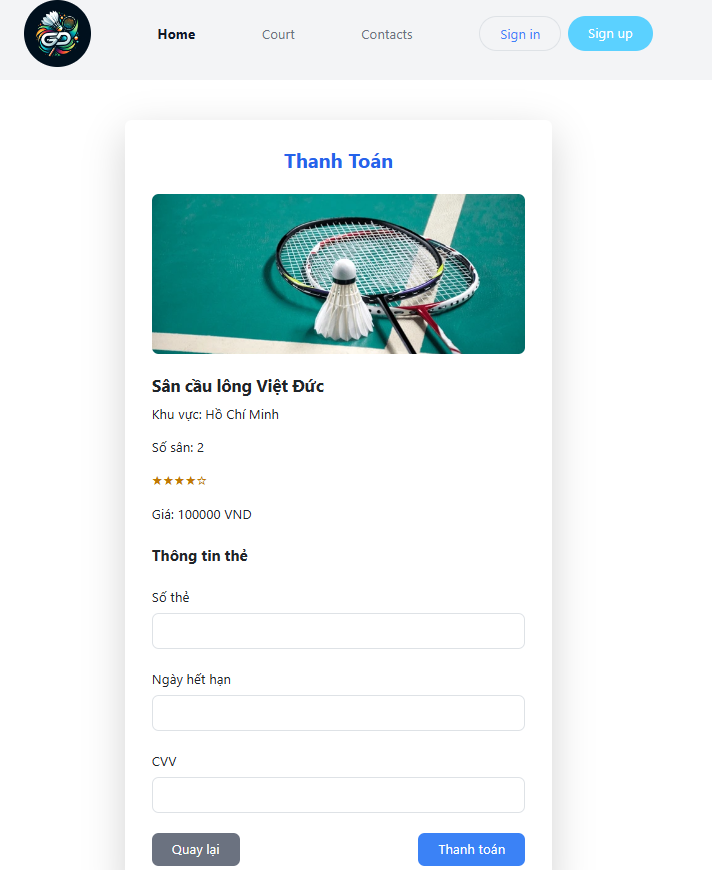 GD
Home
Court
Contacts
Sign in
Sign up
Thanh Toán
Sân cầu lông Việt Đức
Khu vực: Hồ Chí Minh
Số sân: 2
★★★★☆
Giá: 100000 VND
Thông tin thẻ
Số thẻ
Ngày hết hạn
CVV
Quay lại
Thanh toán